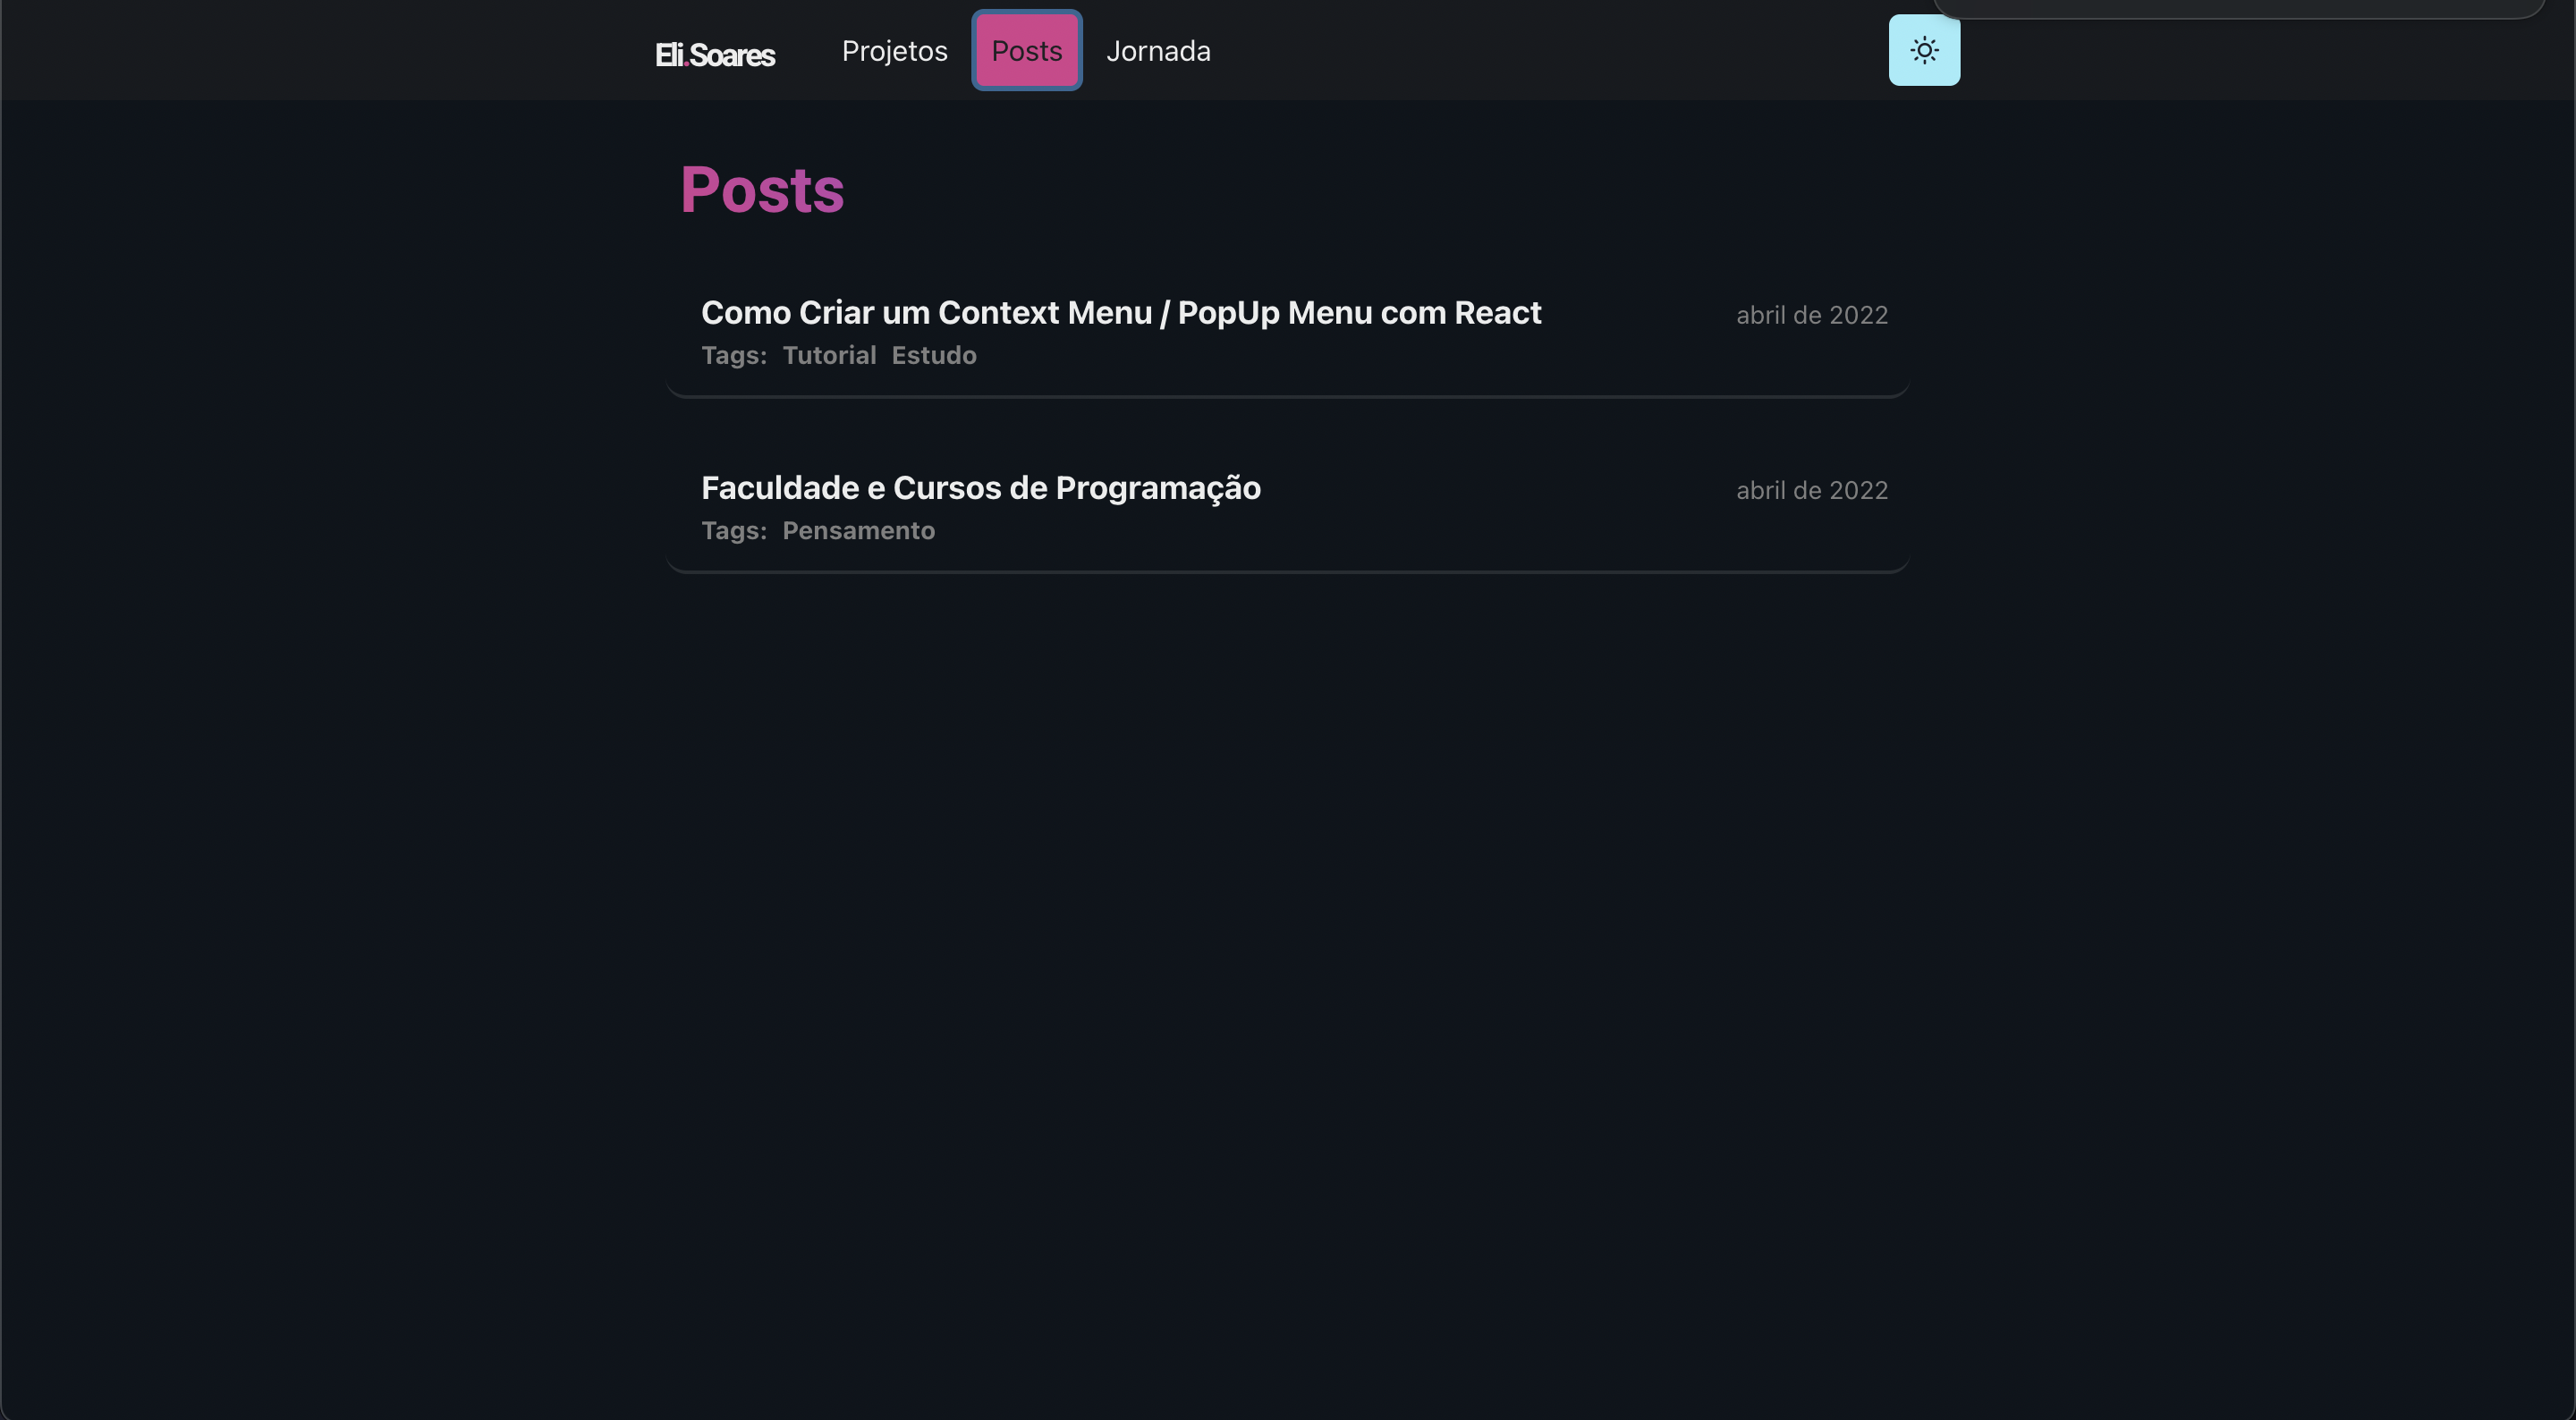 Eli.Soares Projetos Posts Jornada
Posts
Como Criar um Context Menu / PopUp Menu com React abril de 2022
Tags: Tutorial Estudo
Faculdade e Cursos de Programação abril de 2022
Tags: Pensamento